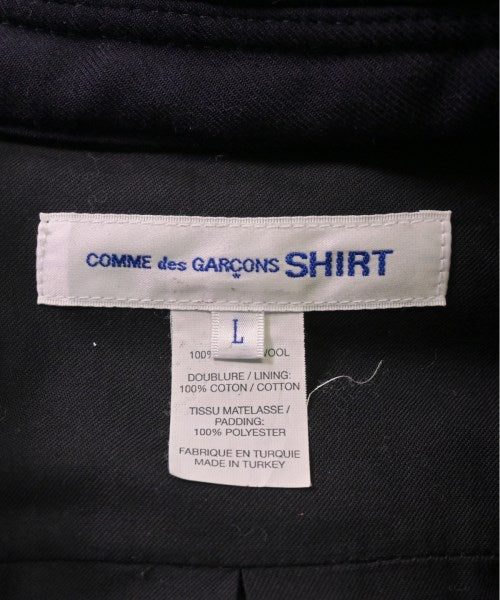 COMME des GARÇONS SHIRT
L
100% WOOL
DOUBLURE / LINING:
100% COTON / COTTON
TISSU MATELASSE /
PADDING:
100% POLYESTER
FABRIQUE EN TURQUIE
MADE IN TURKEY